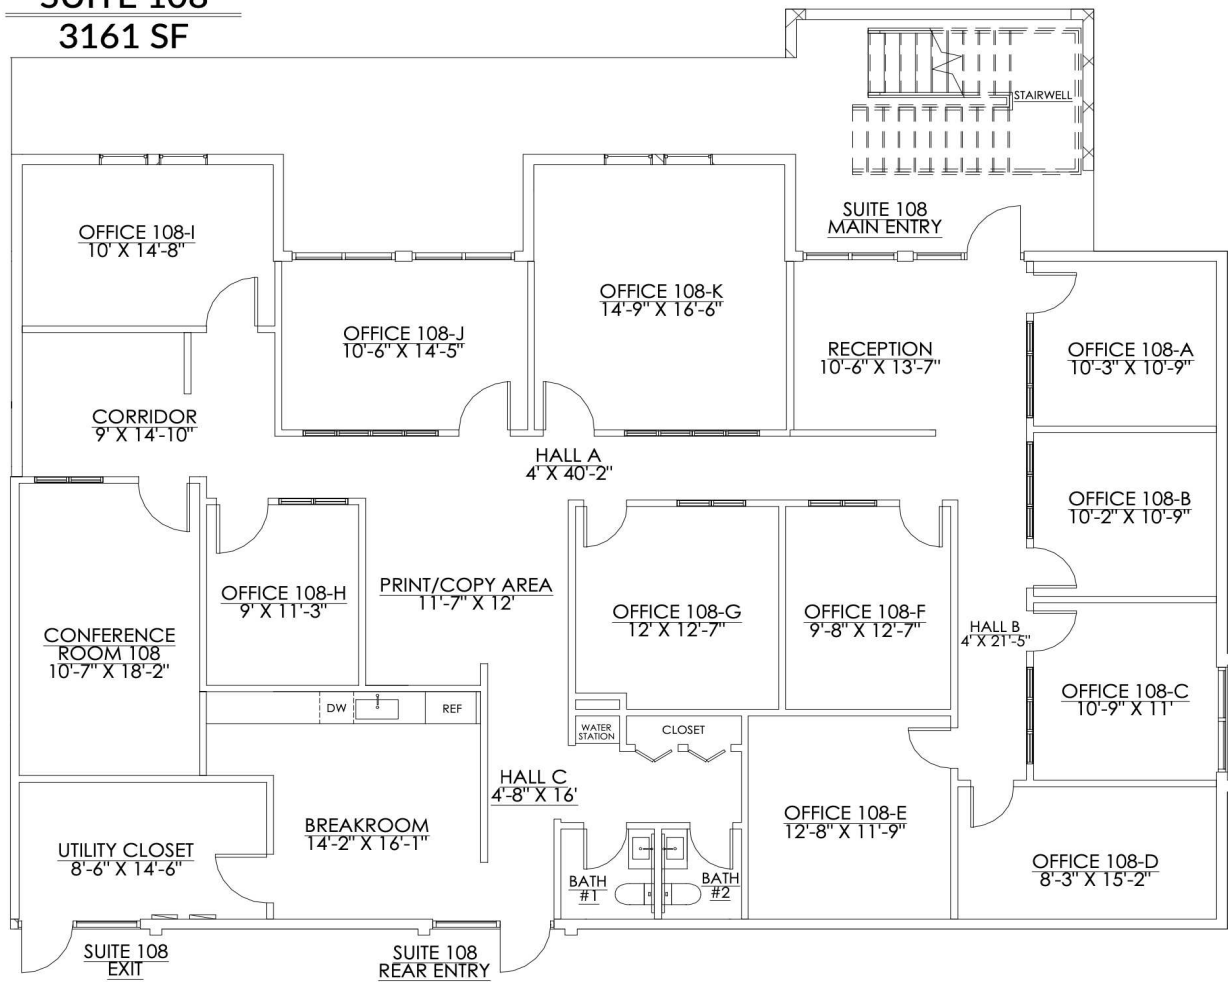 SUITE 108
3161 SF
STAIRWELL
SUITE 108
MAIN ENTRY
OFFICE 108-I
10' X 14'-8"
OFFICE 108-J
10'-6" X 14'-5"
OFFICE 108-K
14'-9" X 16'-6"
RECEPTION
10'-6" X 13'-7"
OFFICE 108-A
10'-3" X 10'-9"
CORRIDOR
9' X 14'-10"
HALL A
4' X 40'-2"
OFFICE 108-B
10'-2" X 10'-9"
CONFERENCE
ROOM 108
10'-7" X 18'-2"
OFFICE 108-H
9' X 11'-3"
PRINT/COPY AREA
11'-7" X 12'
OFFICE 108-G
12' X 12'-7"
OFFICE 108-F
9'-8" X 12'-7"
HALL B
4' X 21'-5"
OFFICE 108-C
10'-9" X 11'
DW
REF
WATER
STATION
CLOSET
HALL C
4'-8" X 16'
BREAKROOM
14'-2" X 16'-1"
UTILITY CLOSET
8'-6" X 14'-6"
OFFICE 108-E
12'-8" X 11'-9"
OFFICE 108-D
8'-3" X 15'-2"
BATH
#1
BATH
#2
SUITE 108
EXIT
SUITE 108
REAR ENTRY